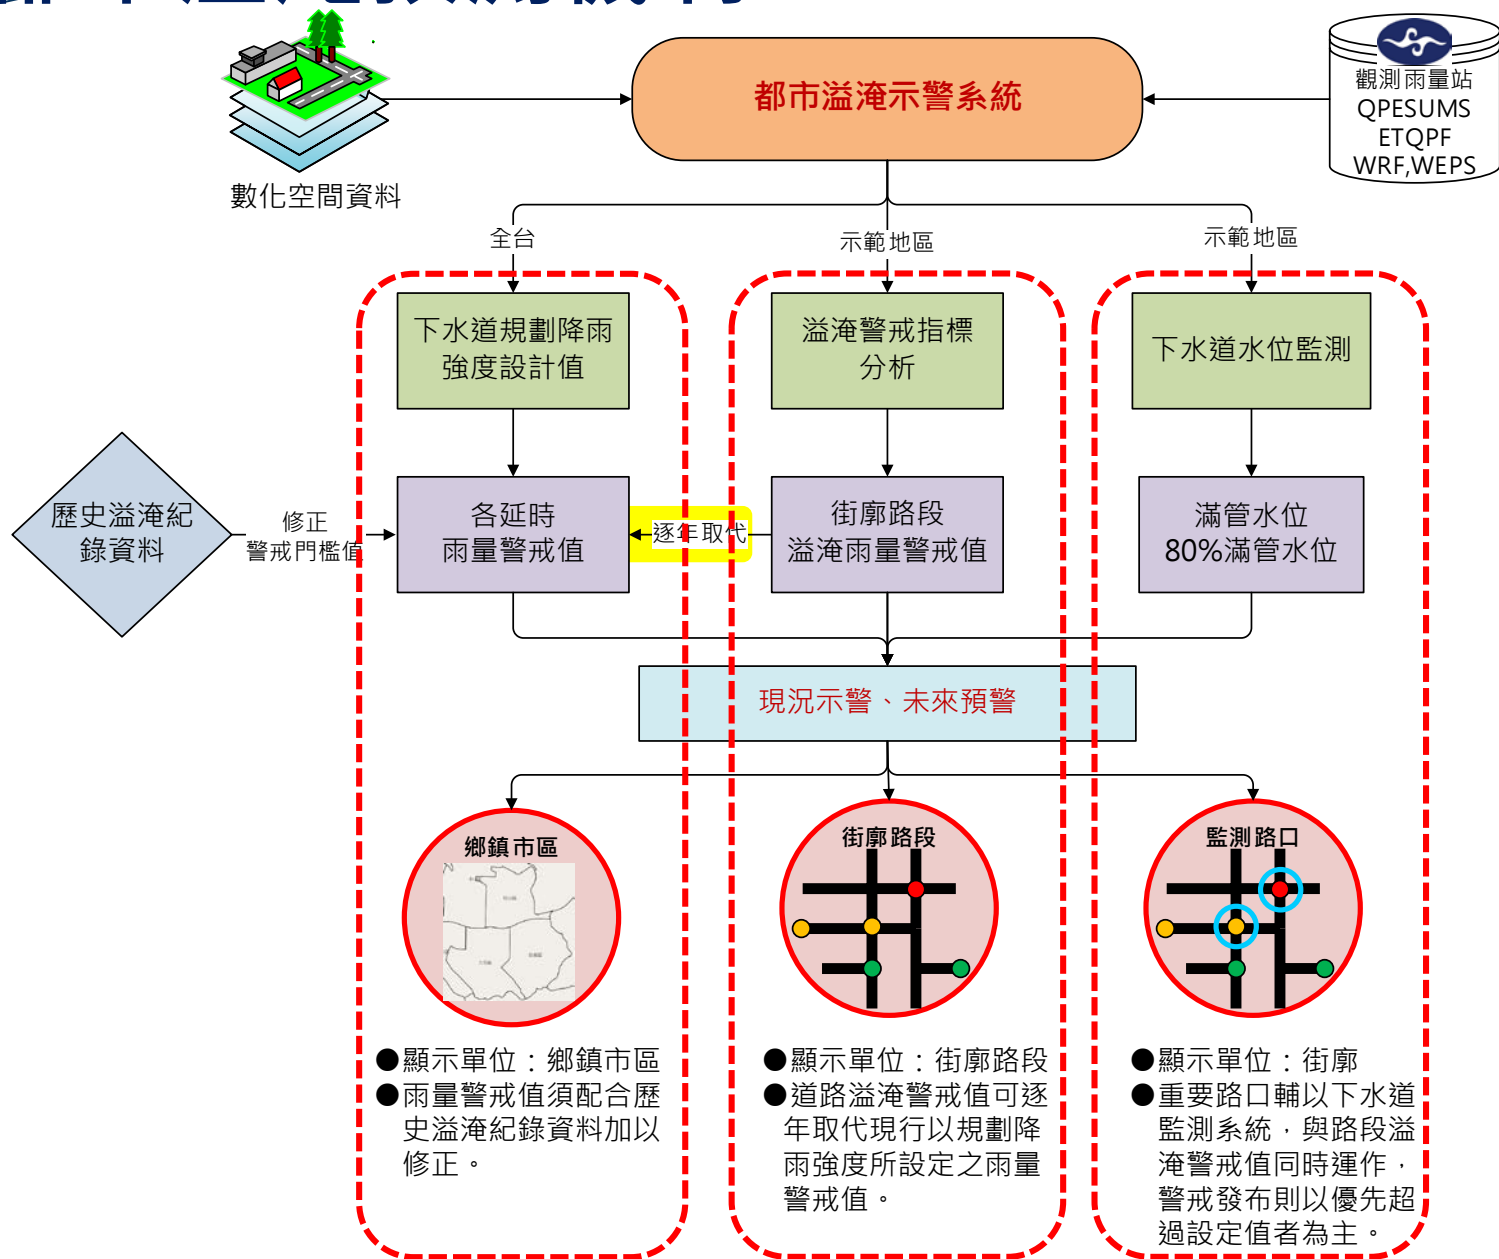 都市溢淹示警系統
觀測雨量站
QPESUMS
ETQPF
WRF,WEPS
數化空間資料
全台
示範地區
示範地區
下水道規劃降雨
強度設計值
溢淹警戒指標
分析
下水道水位監測
歷史溢淹紀
錄資料
修正
警戒門檻值
各延時
雨量警戒值
逐年取代
街廓路段
溢淹雨量警戒值
滿管水位
80%滿管水位
現況示警、未來預警
鄉鎮市區
街廓路段
監測路口
●顯示單位：鄉鎮市區
●雨量警戒值須配合歷
史溢淹紀錄資料加以
修正。
●顯示單位：街廓路段
●道路溢淹警戒值可逐
年取代現行以規劃降
雨強度所設定之雨量
警戒值。
●顯示單位：街廓
●重要路口輔以下水道
監測系統，與路段溢
淹警戒值同時運作，
警戒發布則以優先超
過設定值者為主。